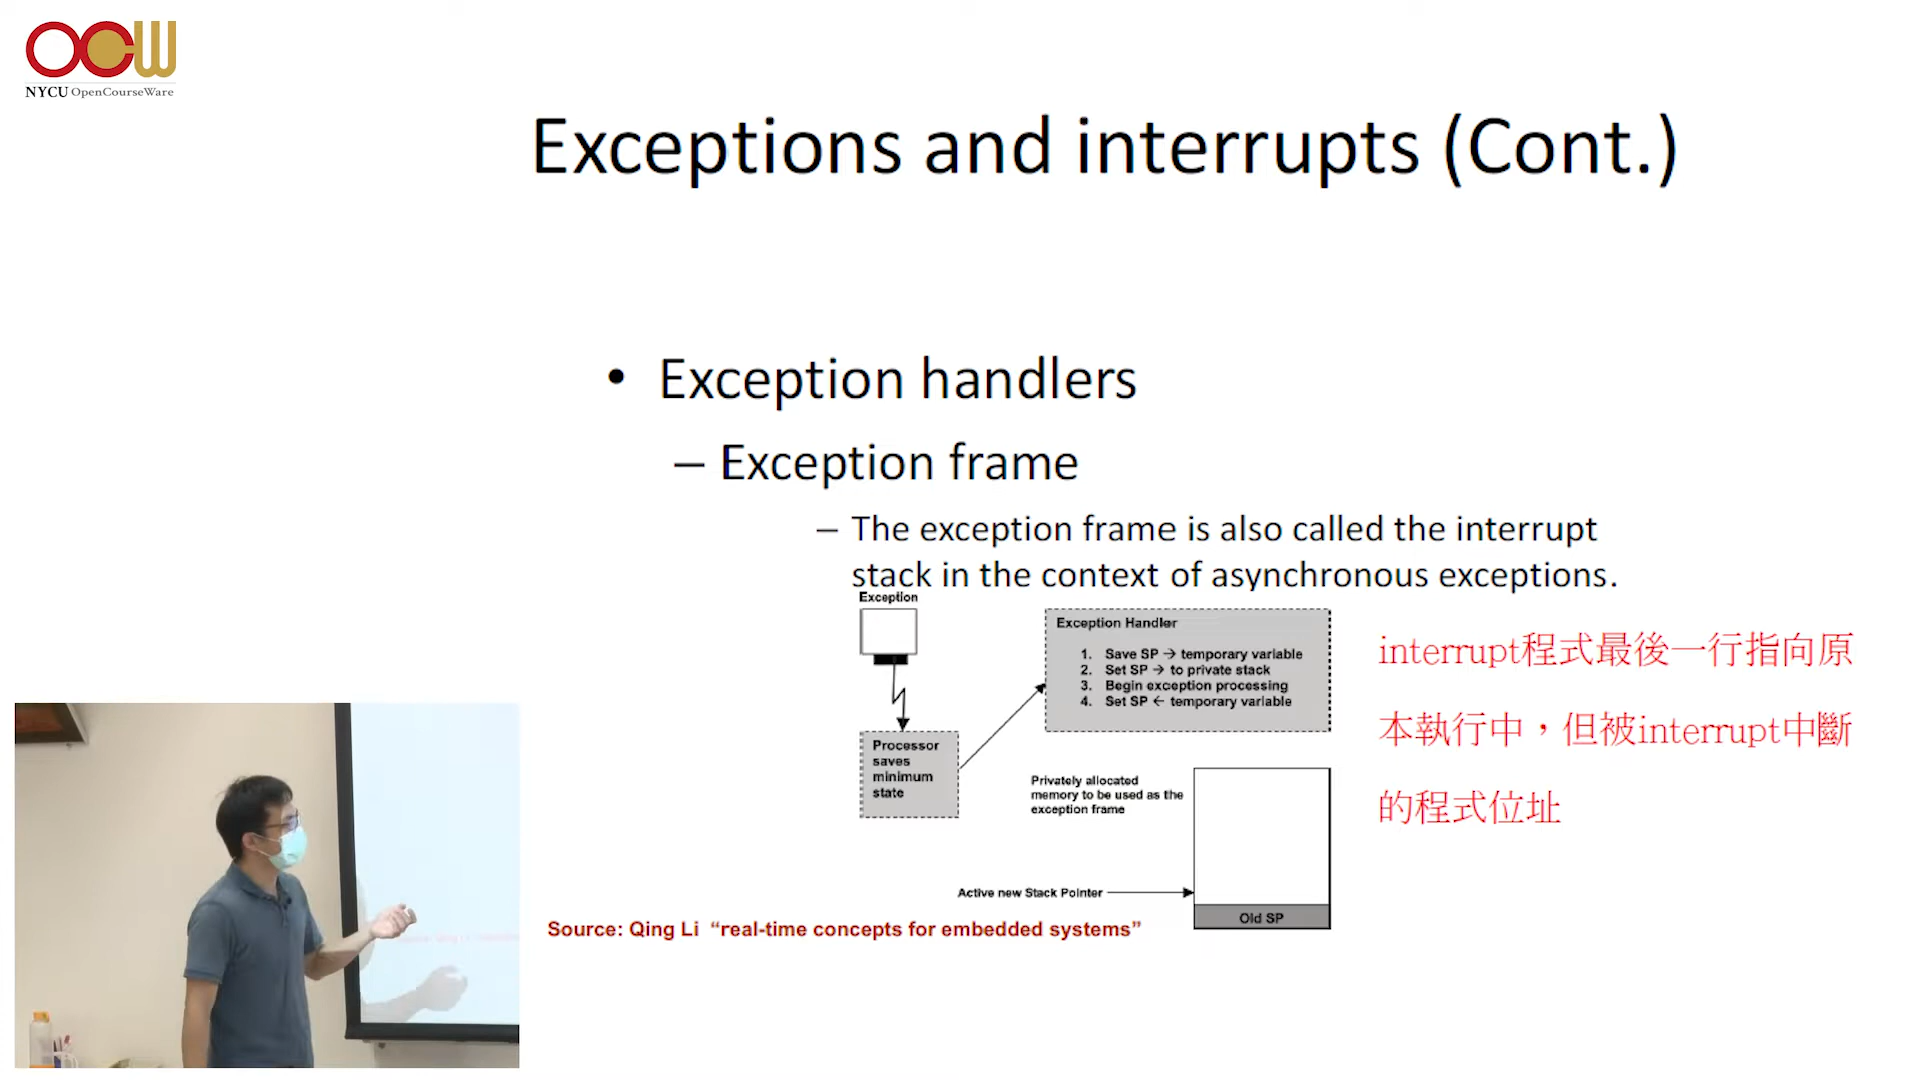 OCW
NYCU OpenCourseWare
Exceptions and interrupts (Cont.)
• Exception handlers
– Exception frame
– The exception frame is also called the interrupt
stack in the context of asynchronous exceptions.
Exception
Processor
saves
minimum
state
Exception Handler
1. Save SP → temporary variable
2. Set SP → to private stack
3. Begin exception processing
4. Set SP ← temporary variable
Privately allocated
memory to be used as the
exception frame
Active new Stack Pointer
Old SP
interrupt程式最後一行指向原
本執行中，但被interrupt中斷
的程式位址
Source: Qing Li “real-time concepts for embedded systems”